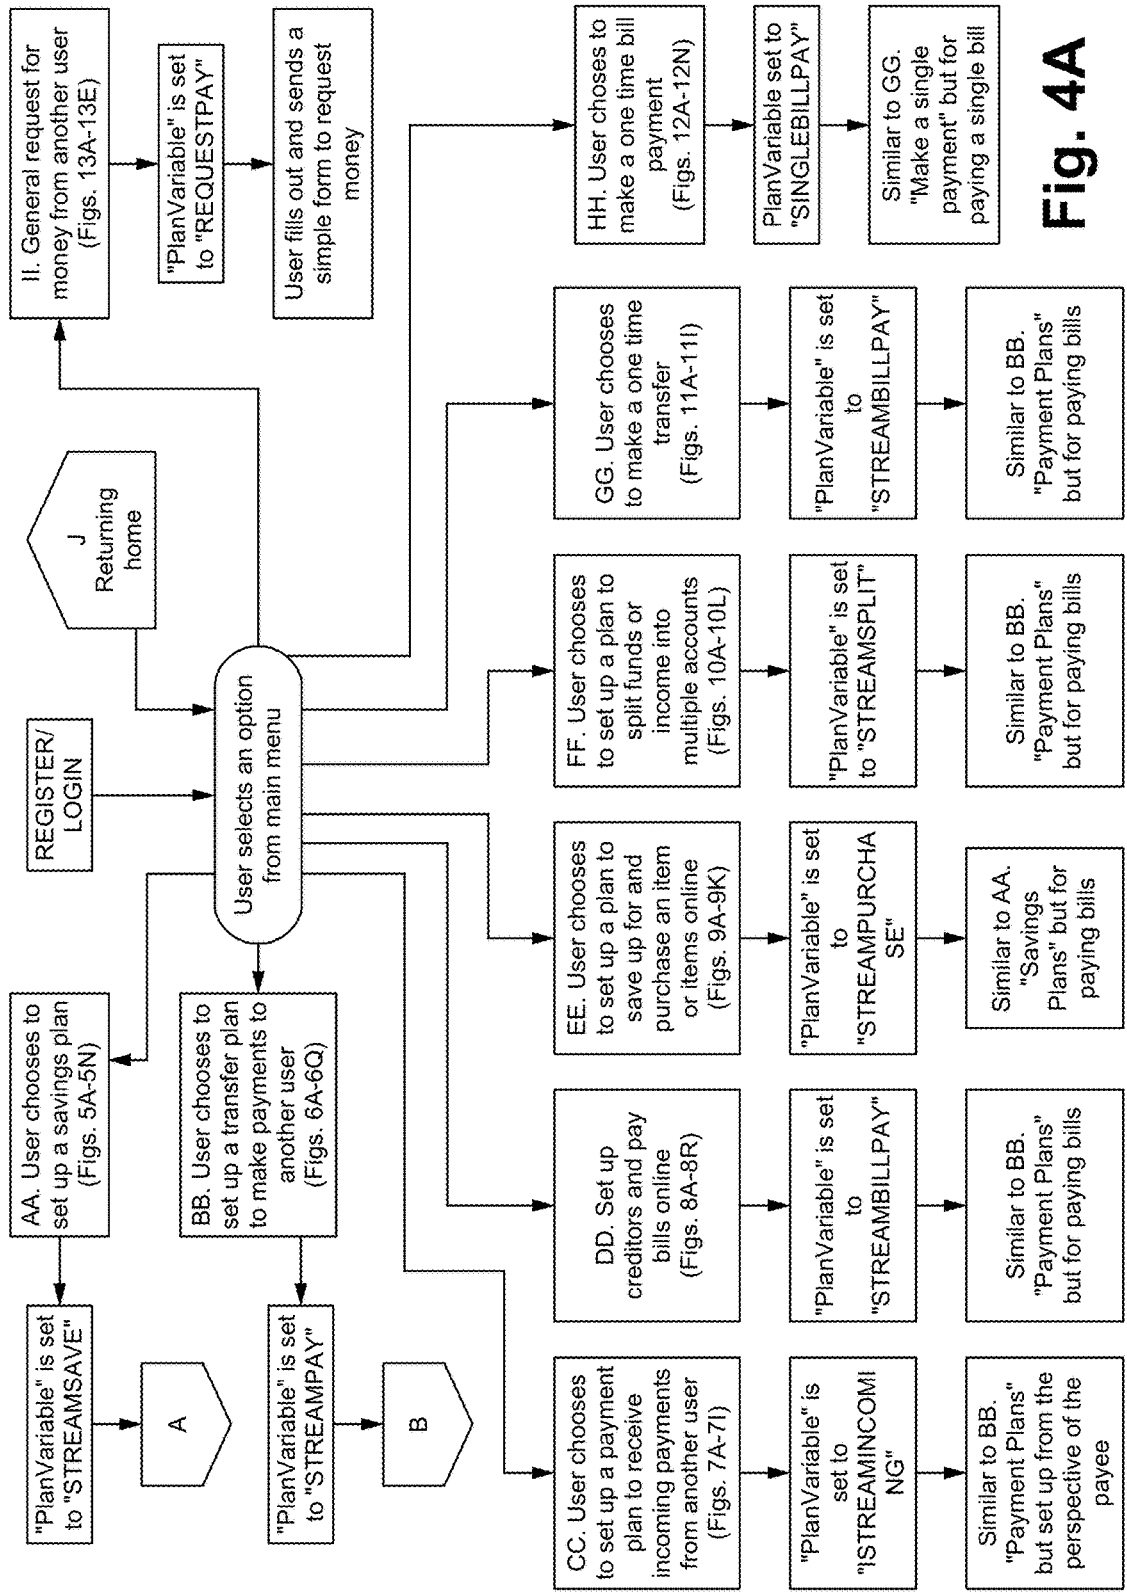 "PlanVariable" is set
to "STREAMSAVE"
A
AA. User chooses to
set up a savings plan
(Figs. 5A-5N)
REGISTER/
LOGIN
J
Returning
home
II. General request for
money from another user
(Figs. 13A-13E)
"PlanVariable" is set
to "REQUESTPAY"
User fills out and sends a
simple form to request
money
"PlanVariable" is set
to "STREAMPAY"
B
BB. User chooses to
set up a transfer plan
to make payments to
another user
(Figs. 6A-6Q)
User selects an option
from main menu
CC. User chooses
to set up a payment
plan to receive
incoming payments
from another user
(Figs. 7A-7I)
"PlanVariable" is
set to
"ISTREAMINCOMI
NG"
Similar to BB.
"Payment Plans"
but set up from the
perspective of the
payee
DD. Set up
creditors and pay
bills online
(Figs. 8A-8R)
"PlanVariable" is set
to
"STREAMBILLPAY"
Similar to BB.
"Payment Plans"
but for paying bills
EE. User chooses
to set up a plan to
save up for and
purchase an item
or items online
(Figs. 9A-9K)
"PlanVariable" is set
to
"STREAMPURCHA
SE"
Similar to AA.
"Savings
Plans" but for
paying bills
FF. User chooses
to set up a plan to
split funds or
income into
multiple accounts
(Figs. 10A-10L)
"PlanVariable" is set
to "STREAMSPLIT"
Similar to BB.
"Payment Plans"
but for paying bills
GG. User chooses
to make a one time
transfer
(Figs. 11A-11I)
"PlanVariable" is set
to
"STREAMBILLPAY"
Similar to BB.
"Payment Plans"
but for paying bills
HH. User chooses to
make a one time bill
payment
(Figs. 12A-12N)
PlanVariable set to
"SINGLEBILLPAY"
Similar to GG.
"Make a single
payment" but for
paying a single bill
Fig. 4A